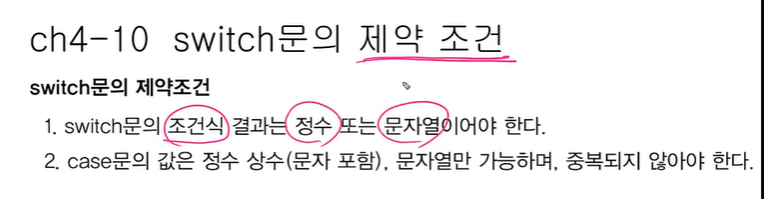 ch4-10 switch문의 제약 조건
switch문의 제약조건
1. switch문의 조건식 결과는 정수 또는 문자열이어야 한다.
2. case문의 값은 정수 상수(문자 포함), 문자열만 가능하며, 중복되지 않아야 한다.